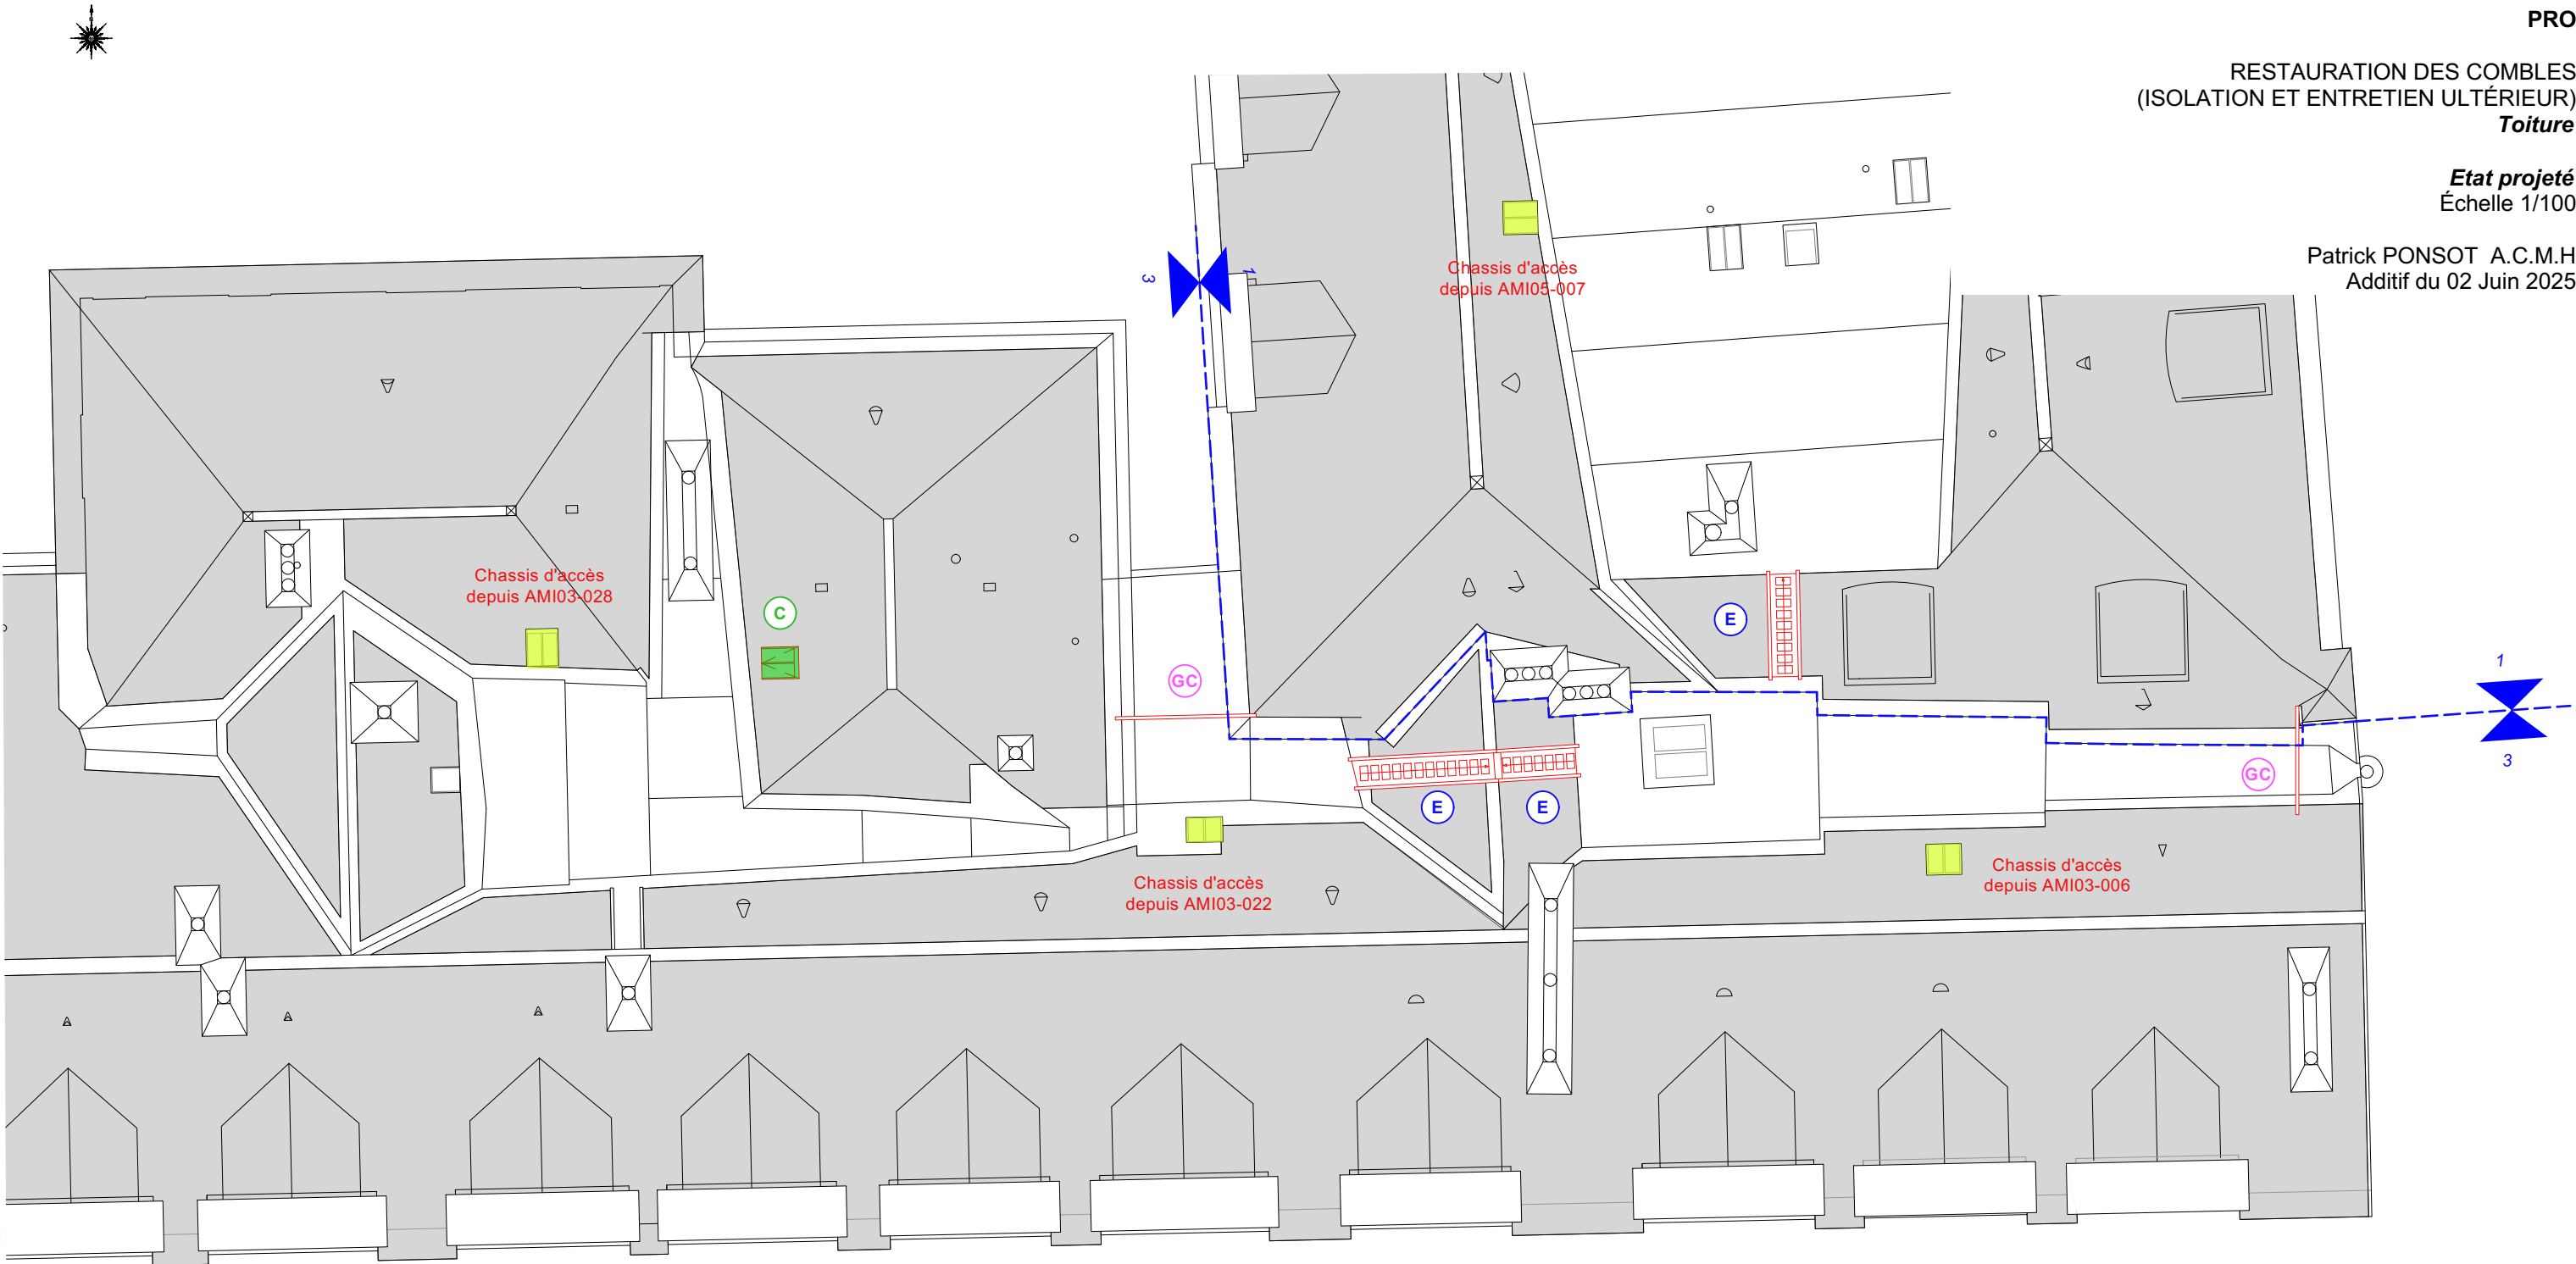 PRO
RESTAURATION DES COMBLES
(ISOLATION ET ENTRETIEN ULTÉRIEUR)
Toiture
Etat projeté
Échelle 1/100
Patrick PONSOT A.C.M.H
Additif du 02 Juin 2025
3
1
Chassis d'accès
depuis AMI05-007
Chassis d'accès
depuis AMI03-028
C
E
GC
1
3
GC
E
E
Chassis d'accès
depuis AMI03-022
Chassis d'accès
depuis AMI03-006